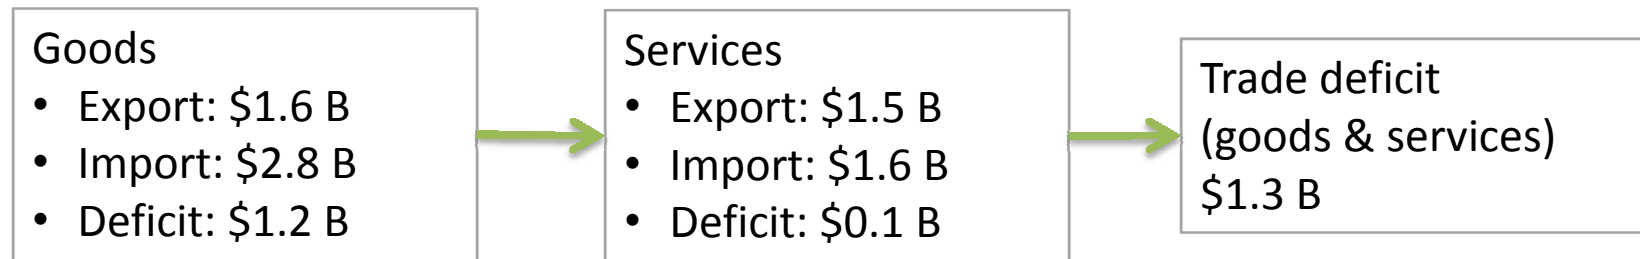 Goods
• Export: $1.6 B
• Import: $2.8 B
• Deficit: $1.2 B
Services
• Export: $1.5 B
• Import: $1.6 B
• Deficit: $0.1 B
Trade deficit
(goods & services)
$1.3 B